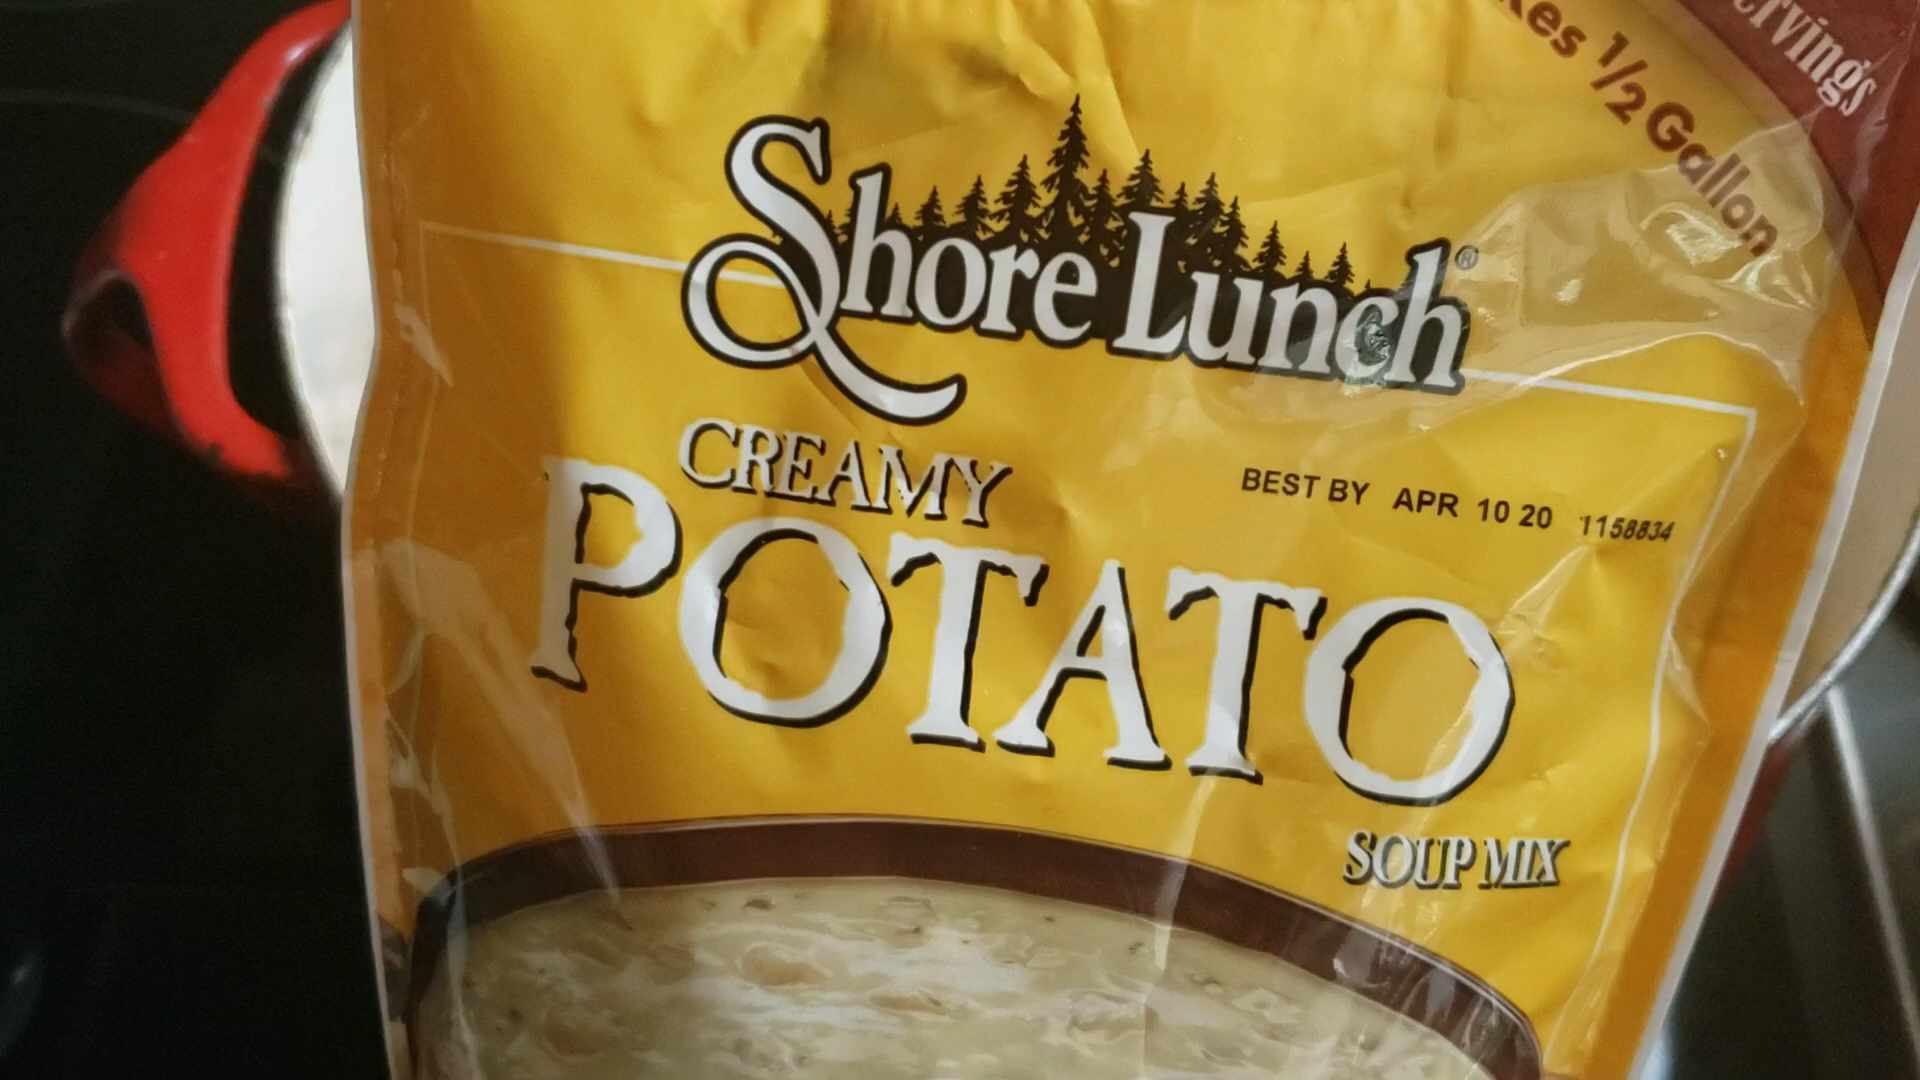 1/2 Gallon
Shore Lunch®
CREAMY
POTATO
BEST BY APR 10 20 1158834
SOUP MIX